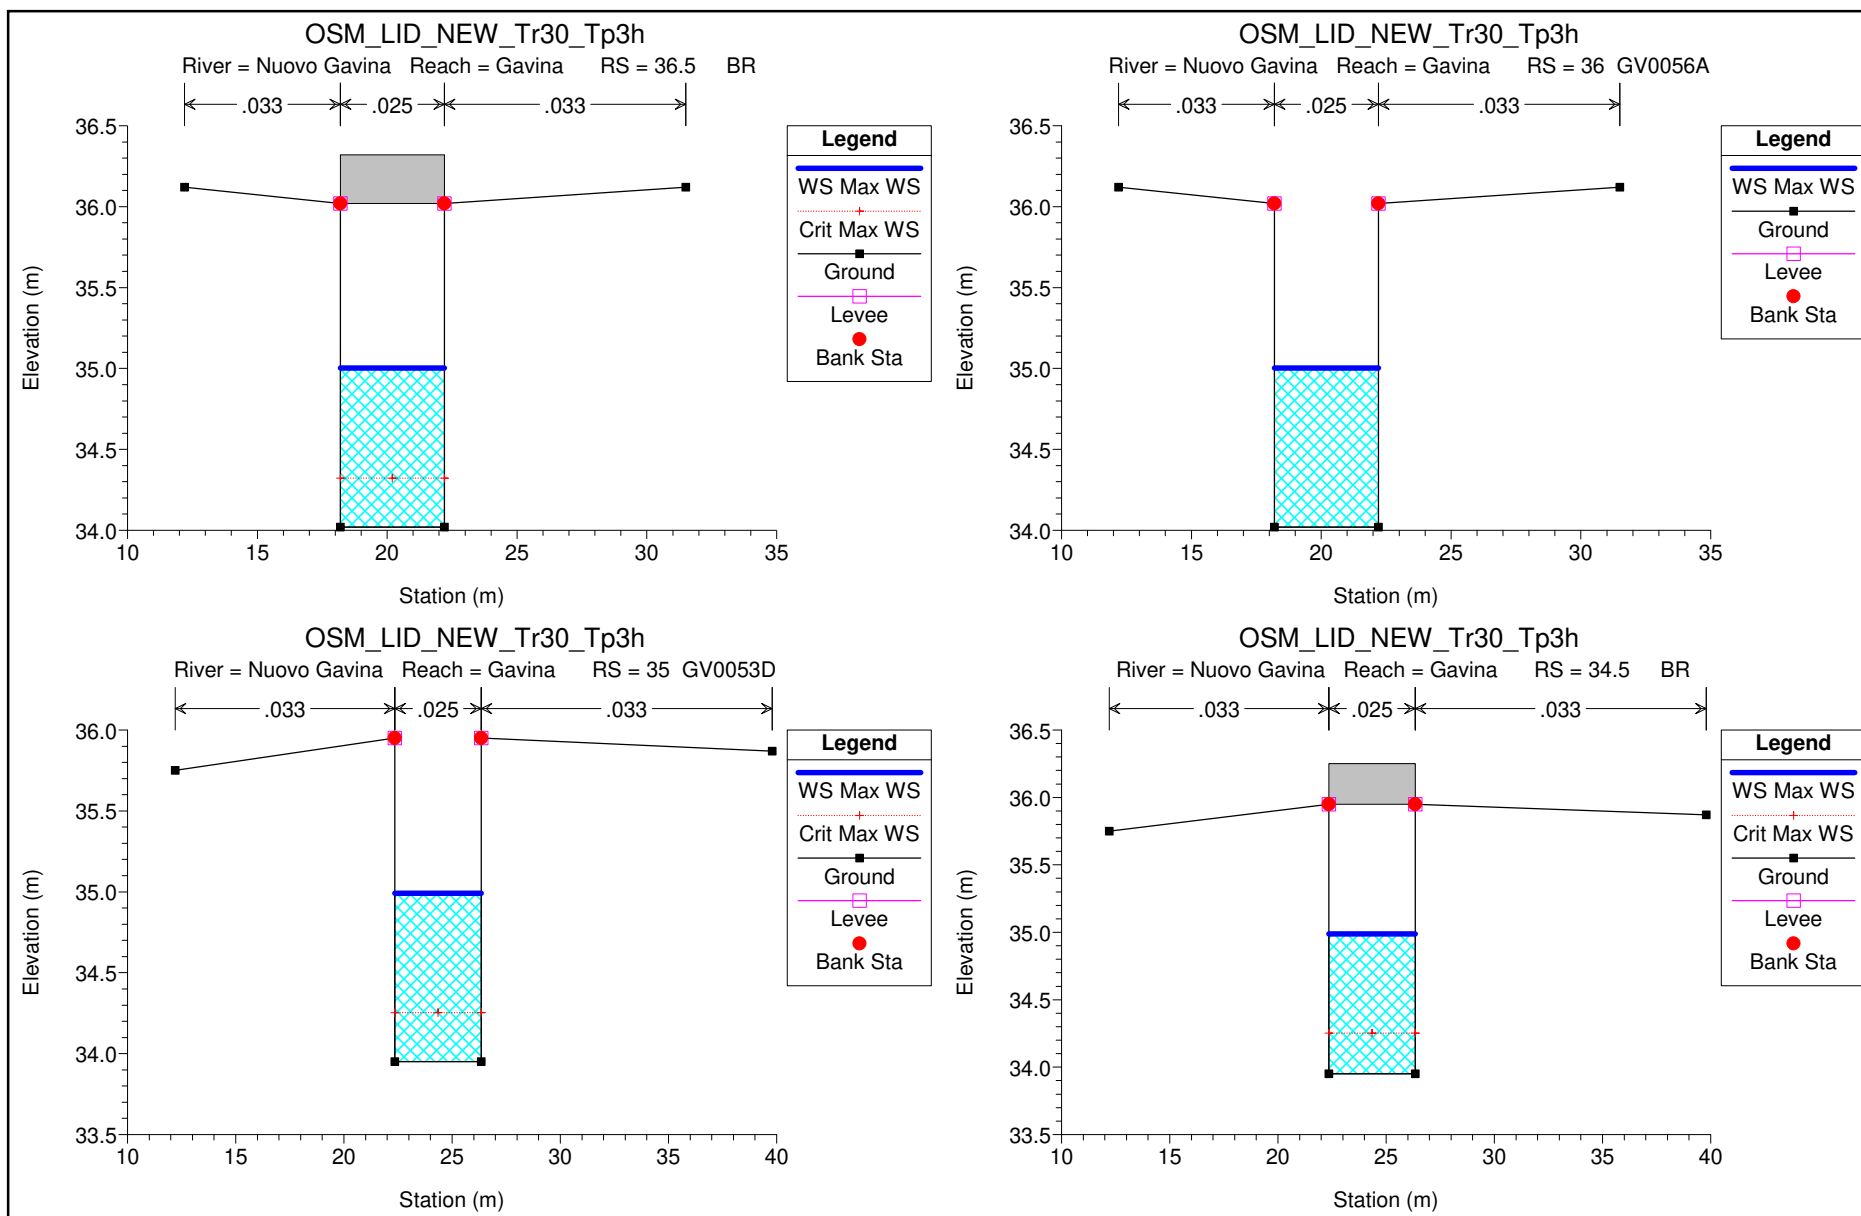 OSM_LID_NEW_Tr30_Tp3h
River = Nuovo Gavina Reach = Gavina RS = 36.5 BR
.033 .025 .033
36.5
36.0
35.5
35.0
34.5
34.0
Elevation (m)
10 15 20 25 30 35
Station (m)
Legend
WS Max WS
Crit Max WS
Ground
Levee
Bank Sta
OSM_LID_NEW_Tr30_Tp3h
River = Nuovo Gavina Reach = Gavina RS = 36 GV0056A
.033 .025 .033
36.5
36.0
35.5
35.0
34.5
34.0
Elevation (m)
10 15 20 25 30 35
Station (m)
Legend
WS Max WS
Ground
Levee
Bank Sta
OSM_LID_NEW_Tr30_Tp3h
River = Nuovo Gavina Reach = Gavina RS = 35 GV0053D
.033 .025 .033
36.0
35.5
35.0
34.5
34.0
33.5
Elevation (m)
10 15 20 25 30 35 40
Station (m)
Legend
WS Max WS
Crit Max WS
Ground
Levee
Bank Sta
OSM_LID_NEW_Tr30_Tp3h
River = Nuovo Gavina Reach = Gavina RS = 34.5 BR
.033 .025 .033
36.5
36.0
35.5
35.0
34.5
34.0
33.5
Elevation (m)
10 15 20 25 30 35 40
Station (m)
Legend
WS Max WS
Crit Max WS
Ground
Levee
Bank Sta